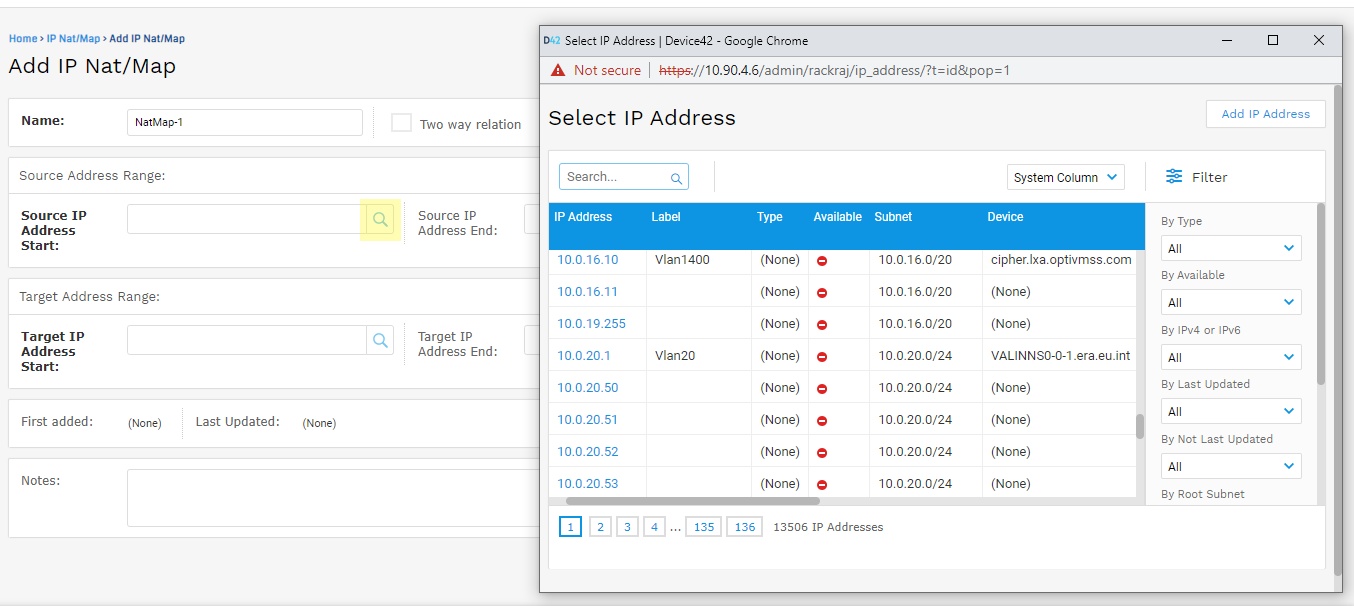 Home › IP Nat/Map › Add IP Nat/Map
Add IP Nat/Map
Name:
NatMap-1
Two way relation
Source Address Range:
Source IP
Address
Start:
Source IP
Address End:
Target Address Range:
Target IP
Address
Start:
Target IP
Address End:
First added:
(None)
Last Updated:
(None)
Notes:
D42 Select IP Address | Device42 - Google Chrome
Not secure | https://10.90.4.6/admin/rackraj/ip_address/?t=id&pop=1
Select IP Address
Add IP Address
Search...
System Column
Filter
IP Address Label Type Available Subnet Device
10.0.16.10 Vlan1400 (None) 10.0.16.0/20 cipher.lxa.optivmss.com
10.0.16.11 (None) 10.0.16.0/20 (None)
10.0.19.255 (None) 10.0.16.0/20 (None)
10.0.20.1 Vlan20 (None) 10.0.20.0/24 VALINNS0-0-1.era.eu.int
10.0.20.50 (None) 10.0.20.0/24 (None)
10.0.20.51 (None) 10.0.20.0/24 (None)
10.0.20.52 (None) 10.0.20.0/24 (None)
10.0.20.53 (None) 10.0.20.0/24 (None)
By Type
All
By Available
All
By IPv4 or IPv6
All
By Last Updated
All
By Not Last Updated
All
By Root Subnet
1 2 3 4 ... 135 136 13506 IP Addresses